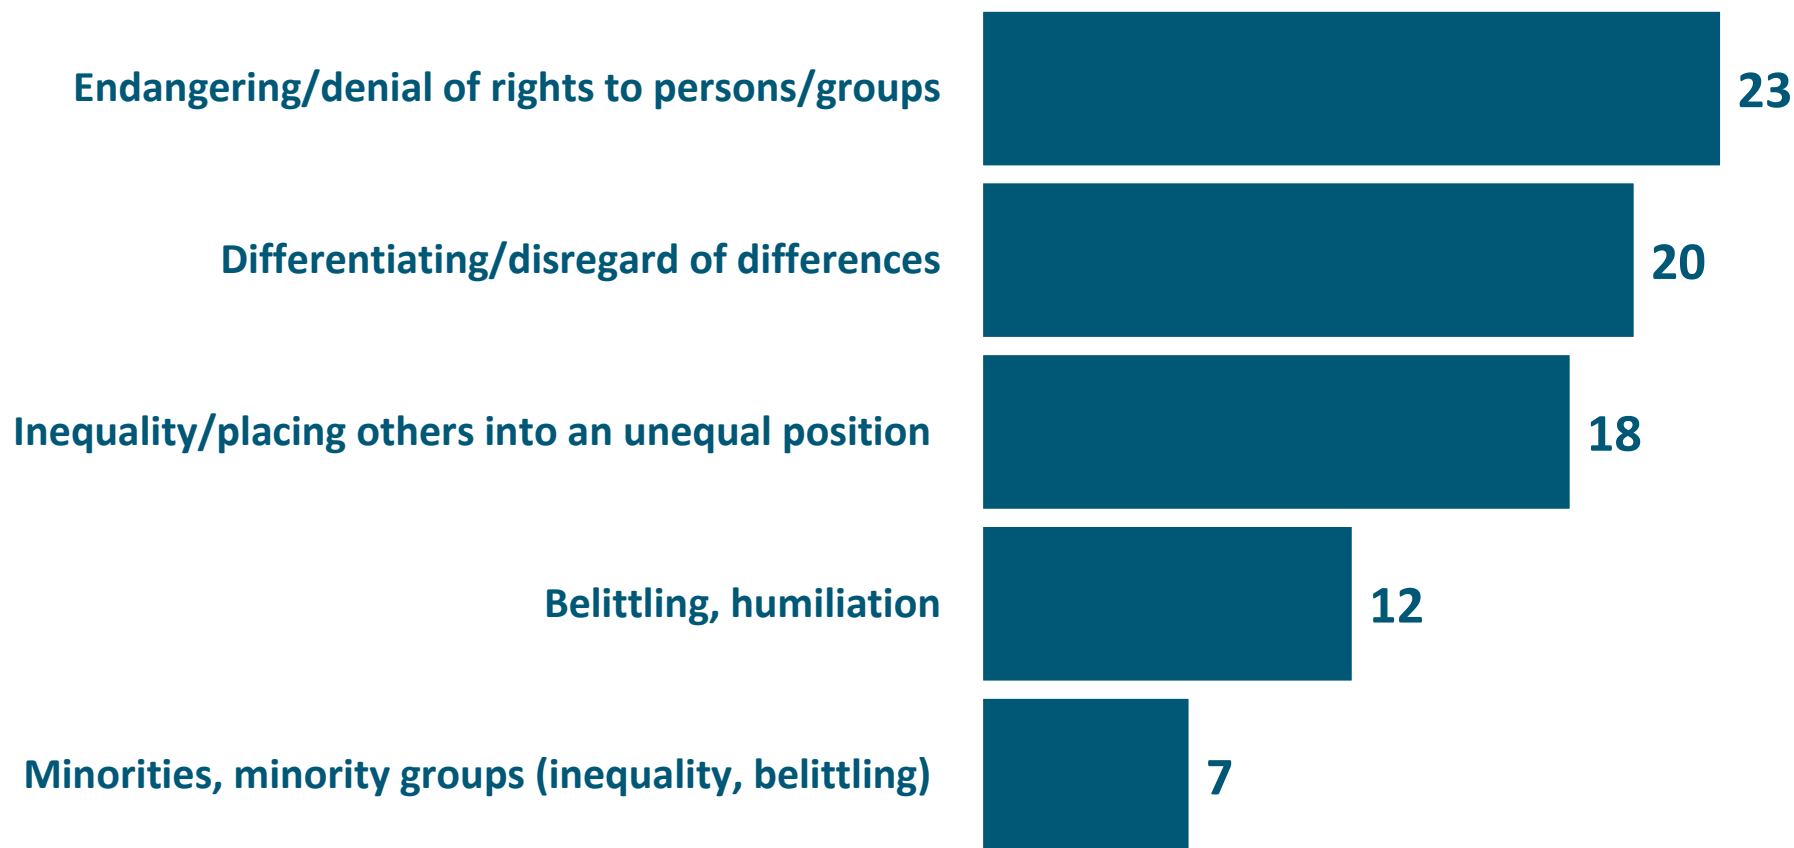 Endangering/denial of rights to persons/groups 23
Differentiating/disregard of differences 20
Inequality/placing others into an unequal position 18
Belittling, humiliation 12
Minorities, minority groups (inequality, belittling) 7